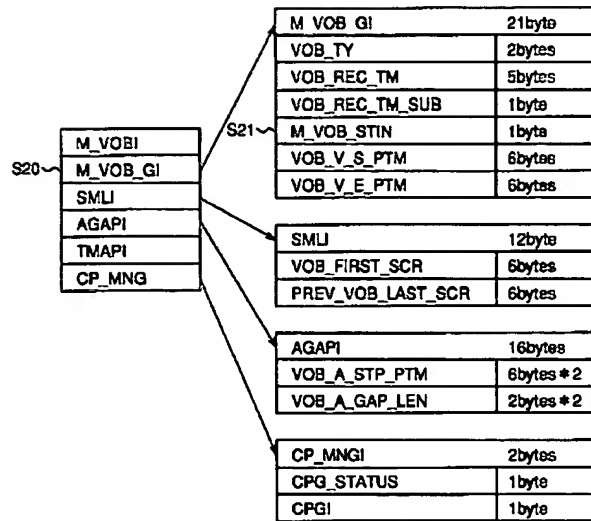 M_VOBI
S20 M_VOB_GI
SMLI
AGAPI
TMAPI
CP_MNG
M_VOB_GI 21byte
VOB_TY 2bytes
VOB_REC_TM 5bytes
VOB_REC_TM_SUB 1byte
S21 M_VOB_STIN 1byte
VOB_V_S_PTM 6bytes
VOB_V_E_PTM 6bytes
SMLI 12byte
VOB_FIRST_SCR 6bytes
PREV_VOB_LAST_SCR 6bytes
AGAPI 16bytes
VOB_A_STP_PTM 6bytes*2
VOB_A_GAP_LEN 2bytes*2
CP_MNGI 2bytes
CPG_STATUS 1byte
CPGI 1byte